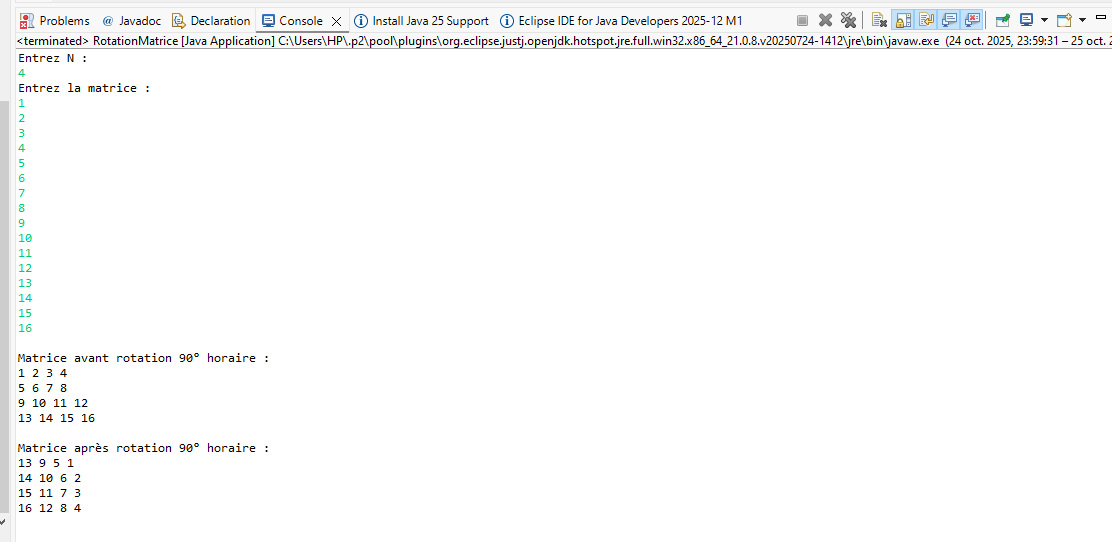 Problems @ Javadoc Declaration Console × Install Java 25 Support Eclipse IDE for Java Developers 2025-12 M1
<terminated> RotationMatrice [Java Application] C:\Users\HP\.p2\pool\plugins\org.eclipse.justj.openjdk.hotspot.jre.full.win32.x86_64_21.0.8.v20250724-1412\jre\bin\javaw.exe (24 oct. 2025, 23:59:31 – 25 oct. 2
Entrez N :
4
Entrez la matrice :
1
2
3
4
5
6
7
8
9
10
11
12
13
14
15
16
Matrice avant rotation 90° horaire :
1 2 3 4
5 6 7 8
9 10 11 12
13 14 15 16
Matrice après rotation 90° horaire :
13 9 5 1
14 10 6 2
15 11 7 3
16 12 8 4